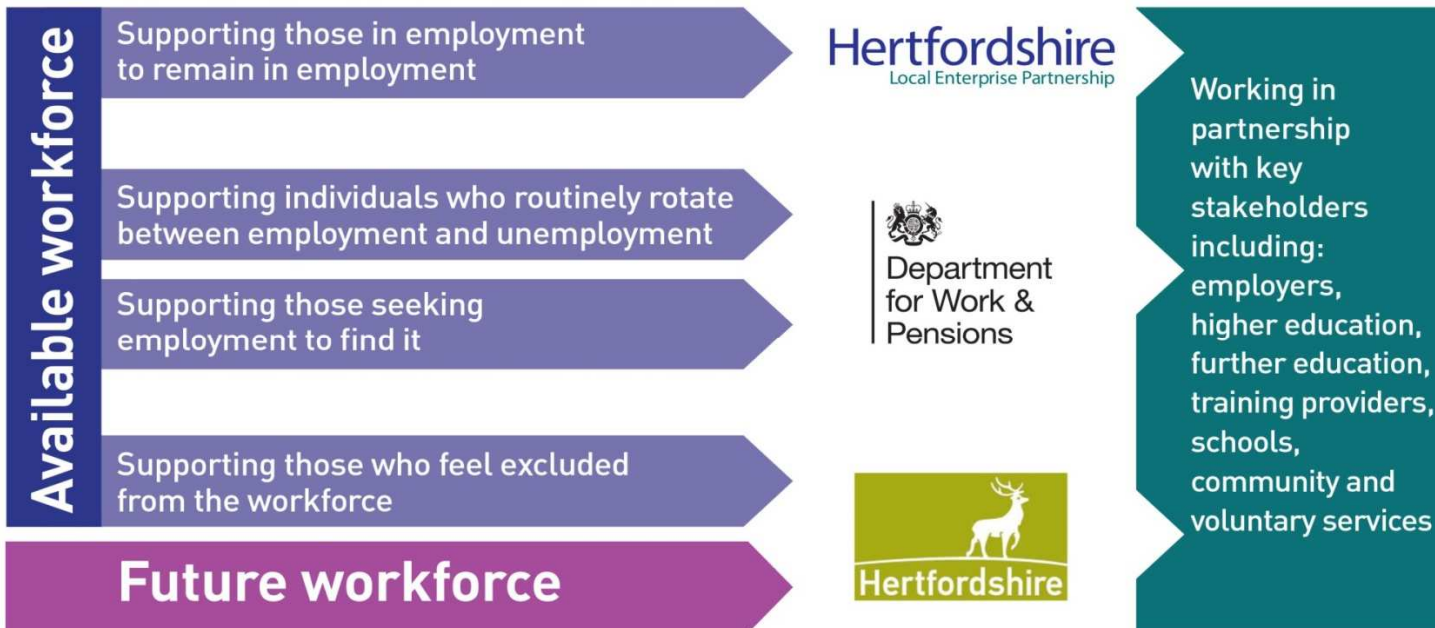 Available workforce
Supporting those in employment
to remain in employment
Supporting individuals who routinely rotate
between employment and unemployment
Supporting those seeking
employment to find it
Supporting those who feel excluded
from the workforce
Future workforce
Hertfordshire
Local Enterprise Partnership
Department
for Work &
Pensions
Hertfordshire
Working in
partnership
with key
stakeholders
including:
employers,
higher education,
further education,
training providers,
schools,
community and
voluntary services